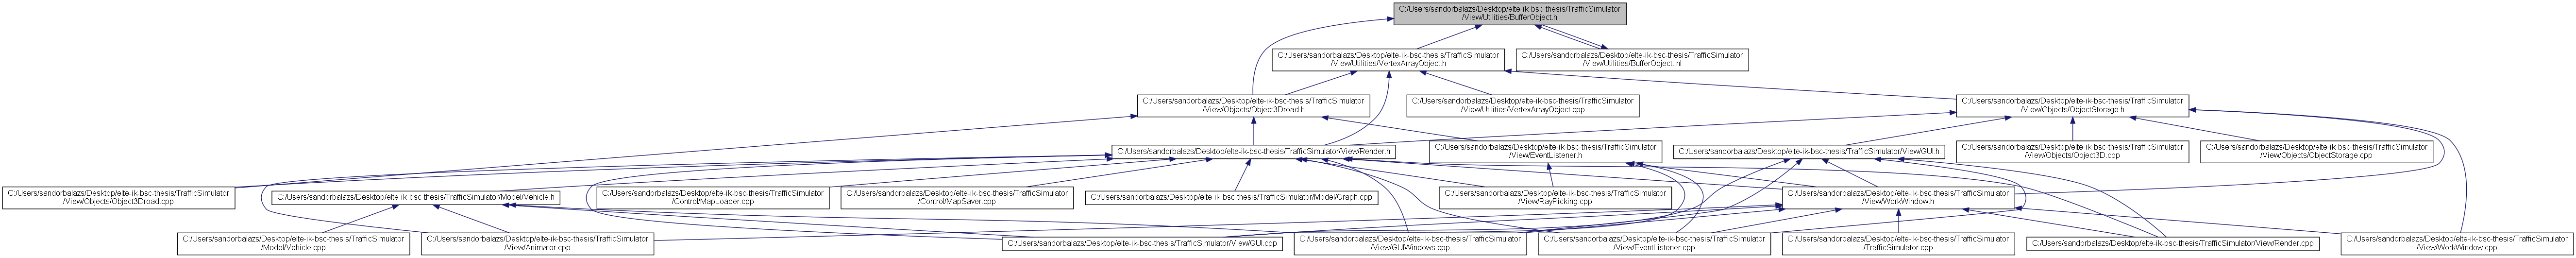 C:/Users/sandorbalazs/Desktop/elte-ik-bsc-thesis/TrafficSimulator
/View/Utilities/BufferObject.h
C:/Users/sandorbalazs/Desktop/elte-ik-bsc-thesis/TrafficSimulator
/View/Utilities/VertexArrayObject.h
C:/Users/sandorbalazs/Desktop/elte-ik-bsc-thesis/TrafficSimulator
/View/Utilities/BufferObject.inl
C:/Users/sandorbalazs/Desktop/elte-ik-bsc-thesis/TrafficSimulator
/View/Objects/Object3Droad.h
C:/Users/sandorbalazs/Desktop/elte-ik-bsc-thesis/TrafficSimulator
/View/Utilities/VertexArrayObject.cpp
C:/Users/sandorbalazs/Desktop/elte-ik-bsc-thesis/TrafficSimulator
/View/Objects/ObjectStorage.h
C:/Users/sandorbalazs/Desktop/elte-ik-bsc-thesis/TrafficSimulator/View/Render.h
C:/Users/sandorbalazs/Desktop/elte-ik-bsc-thesis/TrafficSimulator
/View/EventListener.h
C:/Users/sandorbalazs/Desktop/elte-ik-bsc-thesis/TrafficSimulator/View/GUI.h
C:/Users/sandorbalazs/Desktop/elte-ik-bsc-thesis/TrafficSimulator
/View/Objects/Object3D.cpp
C:/Users/sandorbalazs/Desktop/elte-ik-bsc-thesis/TrafficSimulator
/View/Objects/ObjectStorage.cpp
C:/Users/sandorbalazs/Desktop/elte-ik-bsc-thesis/TrafficSimulator
/View/Objects/Object3Droad.cpp
C:/Users/sandorbalazs/Desktop/elte-ik-bsc-thesis/TrafficSimulator/Model/Vehicle.h
C:/Users/sandorbalazs/Desktop/elte-ik-bsc-thesis/TrafficSimulator
/Control/MapLoader.cpp
C:/Users/sandorbalazs/Desktop/elte-ik-bsc-thesis/TrafficSimulator
/Control/MapSaver.cpp
C:/Users/sandorbalazs/Desktop/elte-ik-bsc-thesis/TrafficSimulator/Model/Graph.cpp
C:/Users/sandorbalazs/Desktop/elte-ik-bsc-thesis/TrafficSimulator
/View/RayPicking.cpp
C:/Users/sandorbalazs/Desktop/elte-ik-bsc-thesis/TrafficSimulator
/View/WorkWindow.h
C:/Users/sandorbalazs/Desktop/elte-ik-bsc-thesis/TrafficSimulator
/Model/Vehicle.cpp
C:/Users/sandorbalazs/Desktop/elte-ik-bsc-thesis/TrafficSimulator
/View/Animator.cpp
C:/Users/sandorbalazs/Desktop/elte-ik-bsc-thesis/TrafficSimulator/View/GUI.cpp
C:/Users/sandorbalazs/Desktop/elte-ik-bsc-thesis/TrafficSimulator
/View/GUIWindows.cpp
C:/Users/sandorbalazs/Desktop/elte-ik-bsc-thesis/TrafficSimulator
/View/EventListener.cpp
C:/Users/sandorbalazs/Desktop/elte-ik-bsc-thesis/TrafficSimulator
/TrafficSimulator.cpp
C:/Users/sandorbalazs/Desktop/elte-ik-bsc-thesis/TrafficSimulator/View/Render.cpp
C:/Users/sandorbalazs/Desktop/elte-ik-bsc-thesis/TrafficSimulator
/View/WorkWindow.cpp